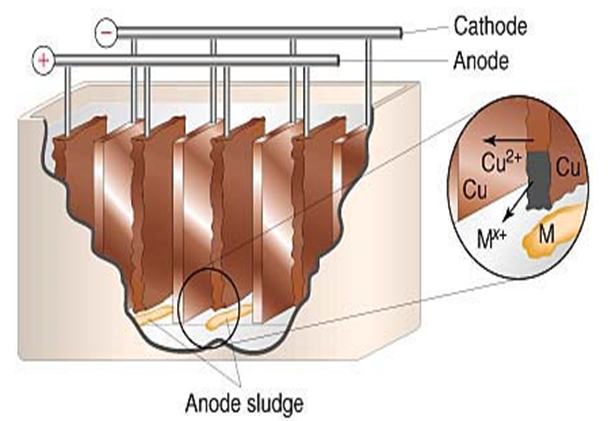 −
Cathode
+
Anode
Cu²⁺
Cu
Cu
Mˣ⁺
M
Anode sludge